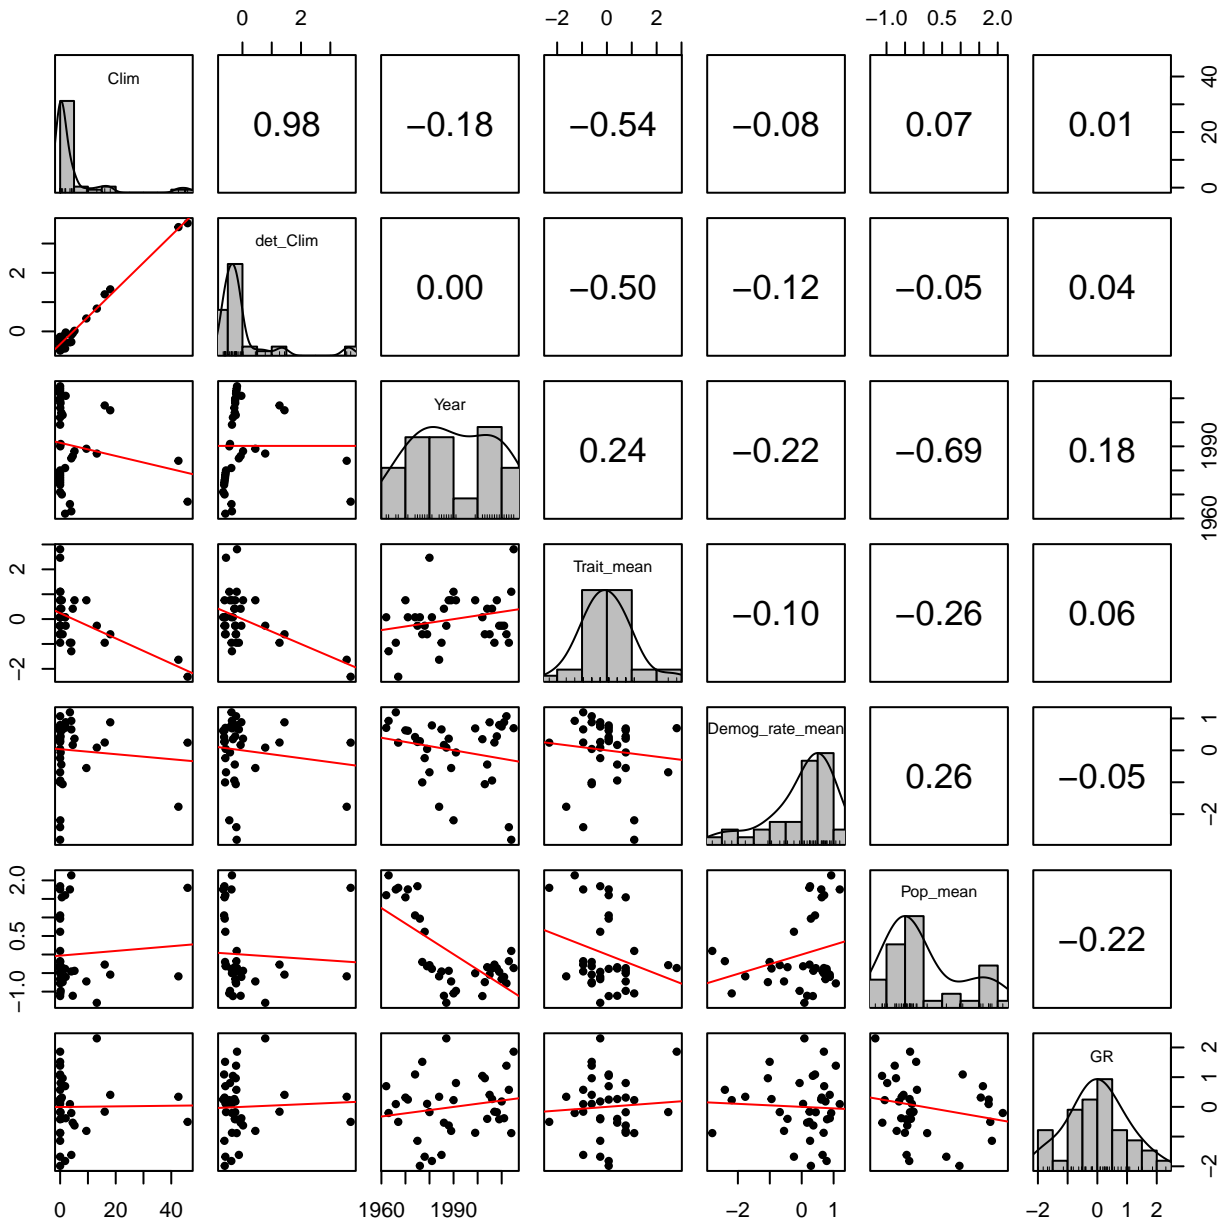 0 2 −2 0 2 −1.0 0.5 2.0
Clim 0.98 −0.18 −0.54 −0.08 0.07 0.01 0 20 40
0 2 det_Clim 0.00 −0.50 −0.12 −0.05 0.04
Year 0.24 −0.22 −0.69 0.18 1960 1990
−2 0 2 Trait_mean −0.10 −0.26 0.06
Demog_rate_mean 0.26 −0.05 −2 0 1
−1.0 0.5 2.0 Pop_mean −0.22
GR −2 0 1 2
0 20 40 1960 1990 −2 0 1 −2 0 1 2